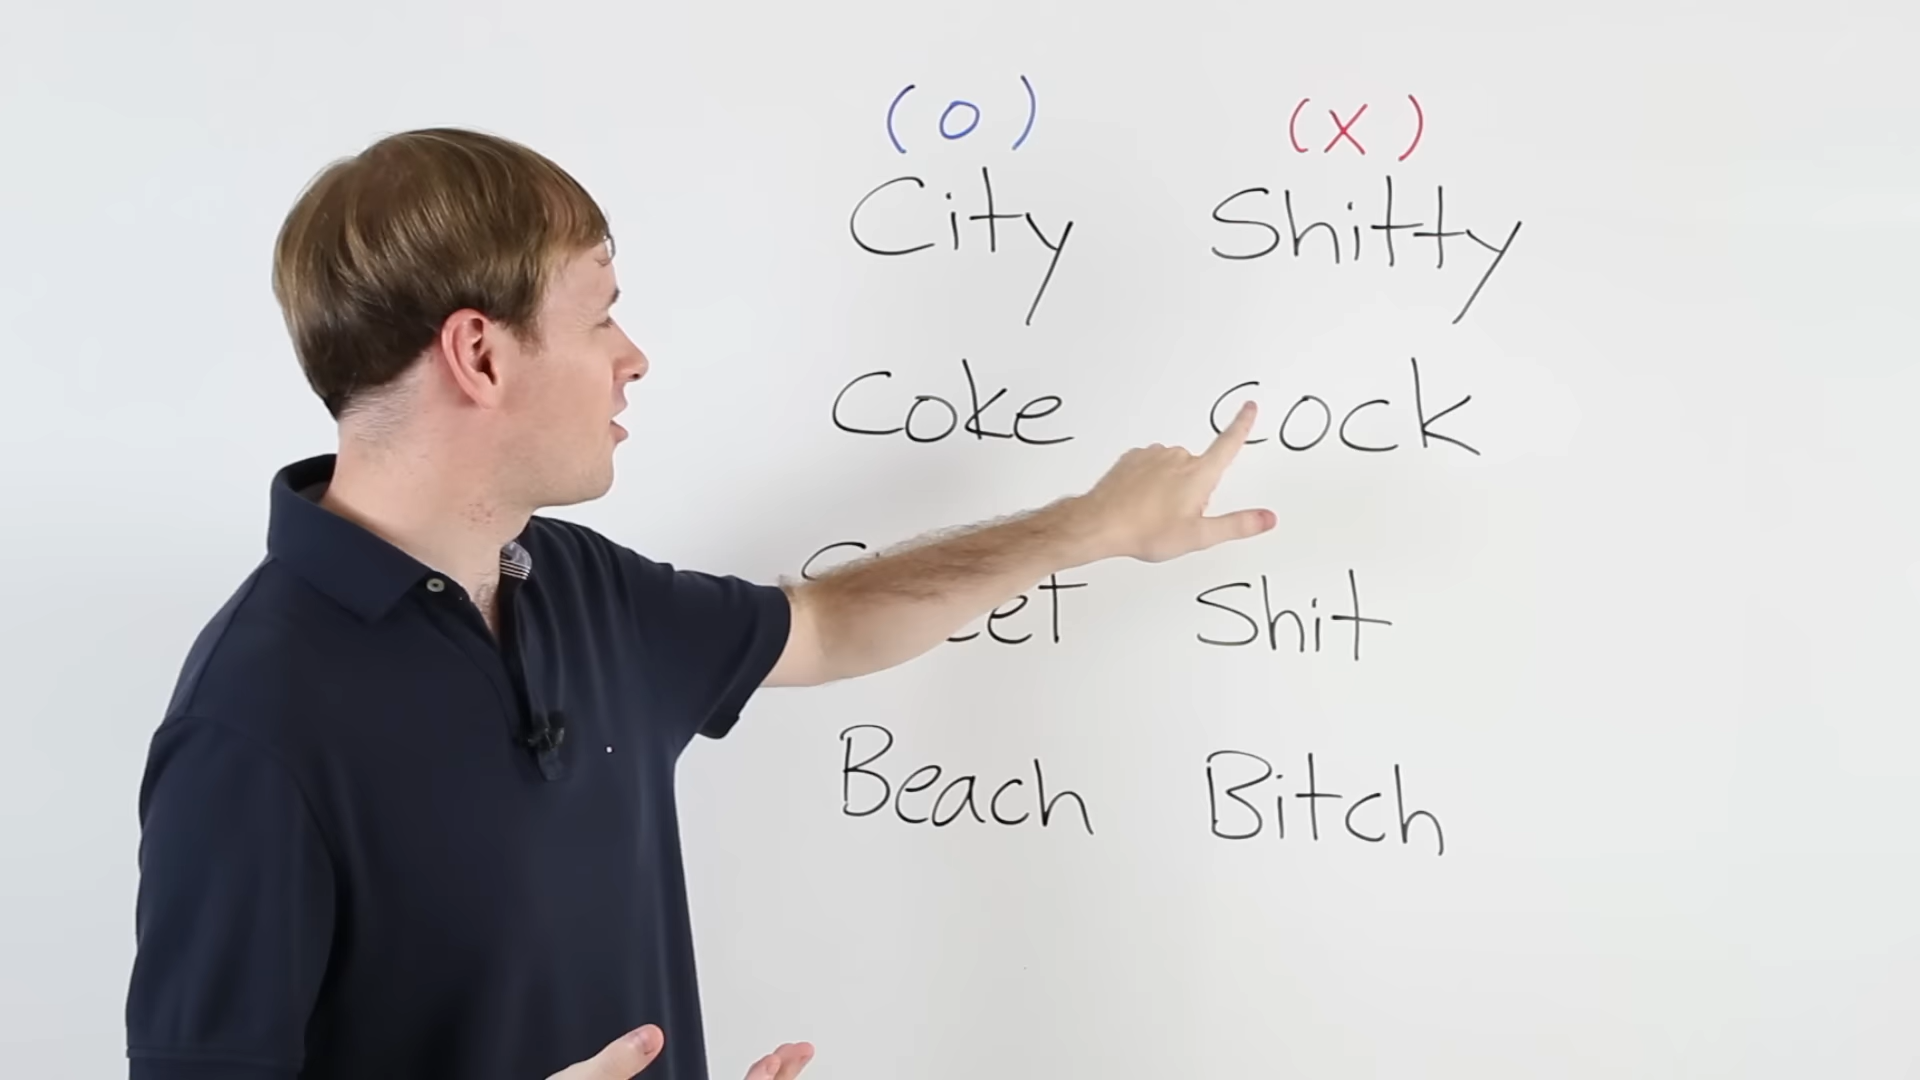 (O) (X)
City Shitty
Coke Cock
Shit
Beach Bitch